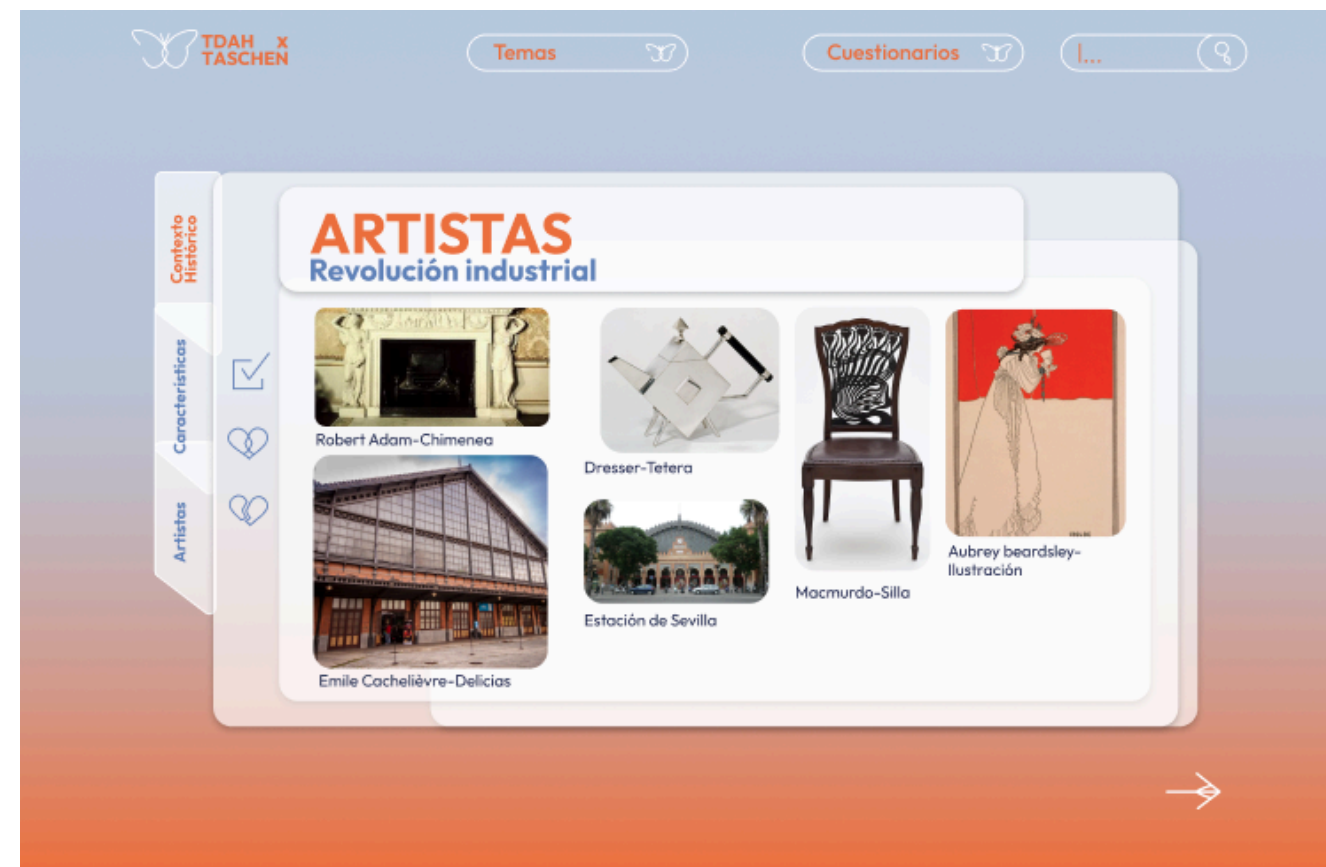 TDAH x
TASCHEN
Temas
Cuestionarios
|...
Contexto
Histórico
Características
Artistas
ARTISTAS
Revolución industrial
Robert Adam-Chimenea
Emile Cachelièvre-Delicias
Dresser-Tetera
Estación de Sevilla
Macmurdo-Silla
Aubrey beardsley-
Ilustración